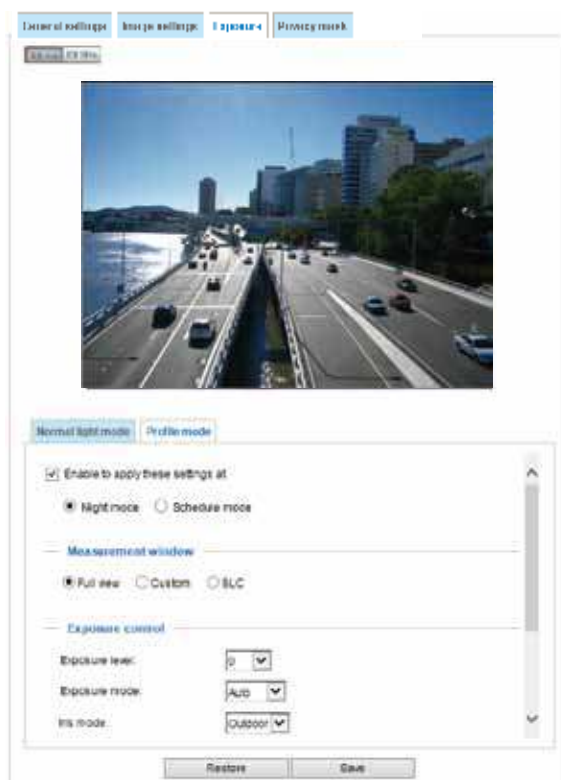 General settings Image settings Exposure Privacy mask
Normal light mode Profile mode
Enable to apply these settings at
Night mode Schedule mode
Measurement window
Full view Custom BLC
Exposure control
Exposure level: 0
Exposure mode: Auto
Iris mode: Outdoor
Restore Save